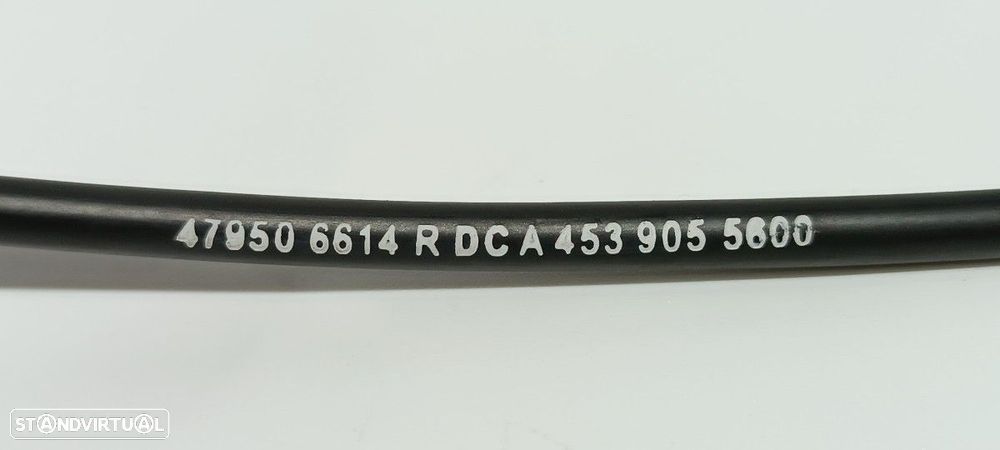 47950 6614 R DC A 453 905 5600
STANDVIRTUAL